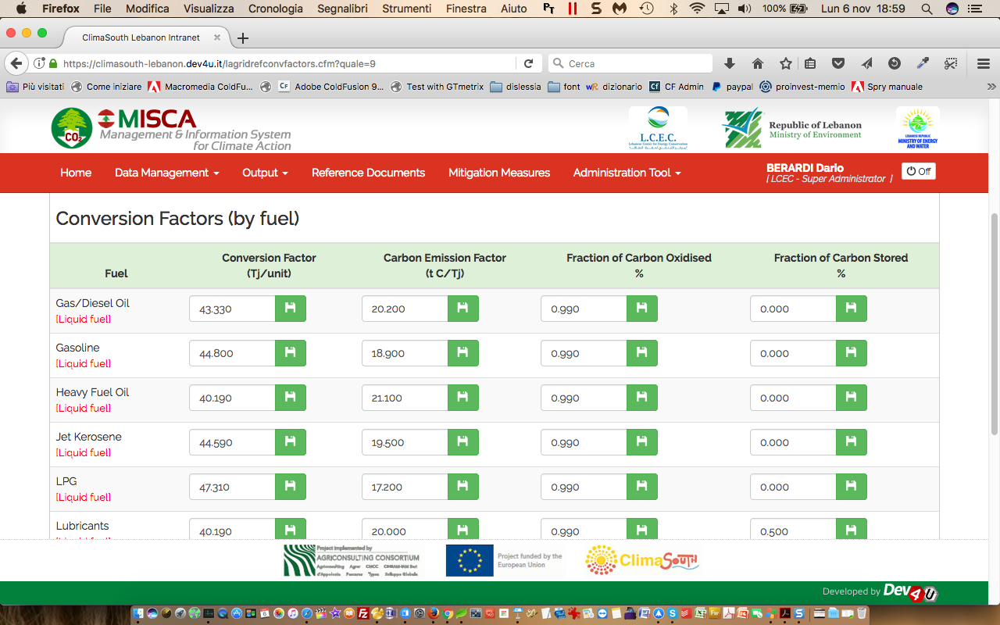 Firefox File Modifica Visualizza Cronologia Segnalibri Strumenti Finestra Aiuto 100% Lun 6 nov 18:59
ClimaSouth Lebanon Intranet
https://climasouth-lebanon.dev4u.it/lagridrefconvfactors.cfm?quale=9 Cerca
Più visitati Come iniziare Macromedia ColdFu... CF Adobe ColdFusion 9... Test with GTmetrix dislessia font wR dizionario Cf CF Admin paypal proinvest-memio Spry manuale
CO2 MISCA
Management & Information System
for Climate Action
L.C.E.C.
Lebanese Center for Energy Conservation
Republic of Lebanon
Ministry of Environment
LEBANESE REPUBLIC
MINISTRY OF ENERGY
AND WATER
Home Data Management Output Reference Documents Mitigation Measures Administration Tool
BERARDI Dario
[ LCEC - Super Administrator ]
Off
Conversion Factors (by fuel)
Fuel Conversion Factor (Tj/unit) Carbon Emission Factor (t C/Tj) Fraction of Carbon Oxidised % Fraction of Carbon Stored %
Gas/Diesel Oil 43.330 20.200 0.990 0.000
[Liquid fuel]
Gasoline 44.800 18.900 0.990 0.000
[Liquid fuel]
Heavy Fuel Oil 40.190 21.100 0.990 0.000
[Liquid fuel]
Jet Kerosene 44.590 19.500 0.990 0.000
[Liquid fuel]
LPG 47.310 17.200 0.990 0.000
[Liquid fuel]
Lubricants 40.190 20.000 0.990 0.500
Project implemented by
AGRICONSULTING CONSORTIUM
Project funded by the
European Union
ClimaSouth
Developed by Dev4U